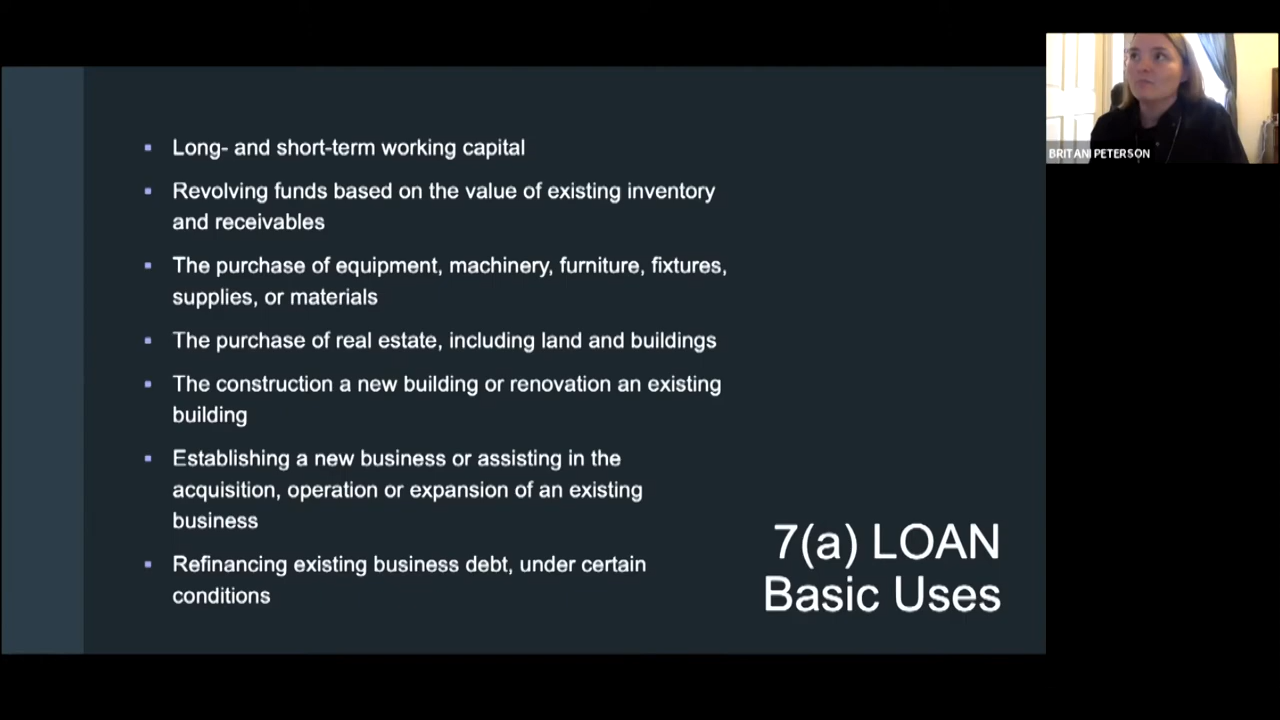 Long- and short-term working capital
Revolving funds based on the value of existing inventory
and receivables
The purchase of equipment, machinery, furniture, fixtures,
supplies, or materials
The purchase of real estate, including land and buildings
The construction a new building or renovation an existing
building
Establishing a new business or assisting in the
acquisition, operation or expansion of an existing
business
Refinancing existing business debt, under certain
conditions
7(a) LOAN
Basic Uses
BRITANI PETERSON